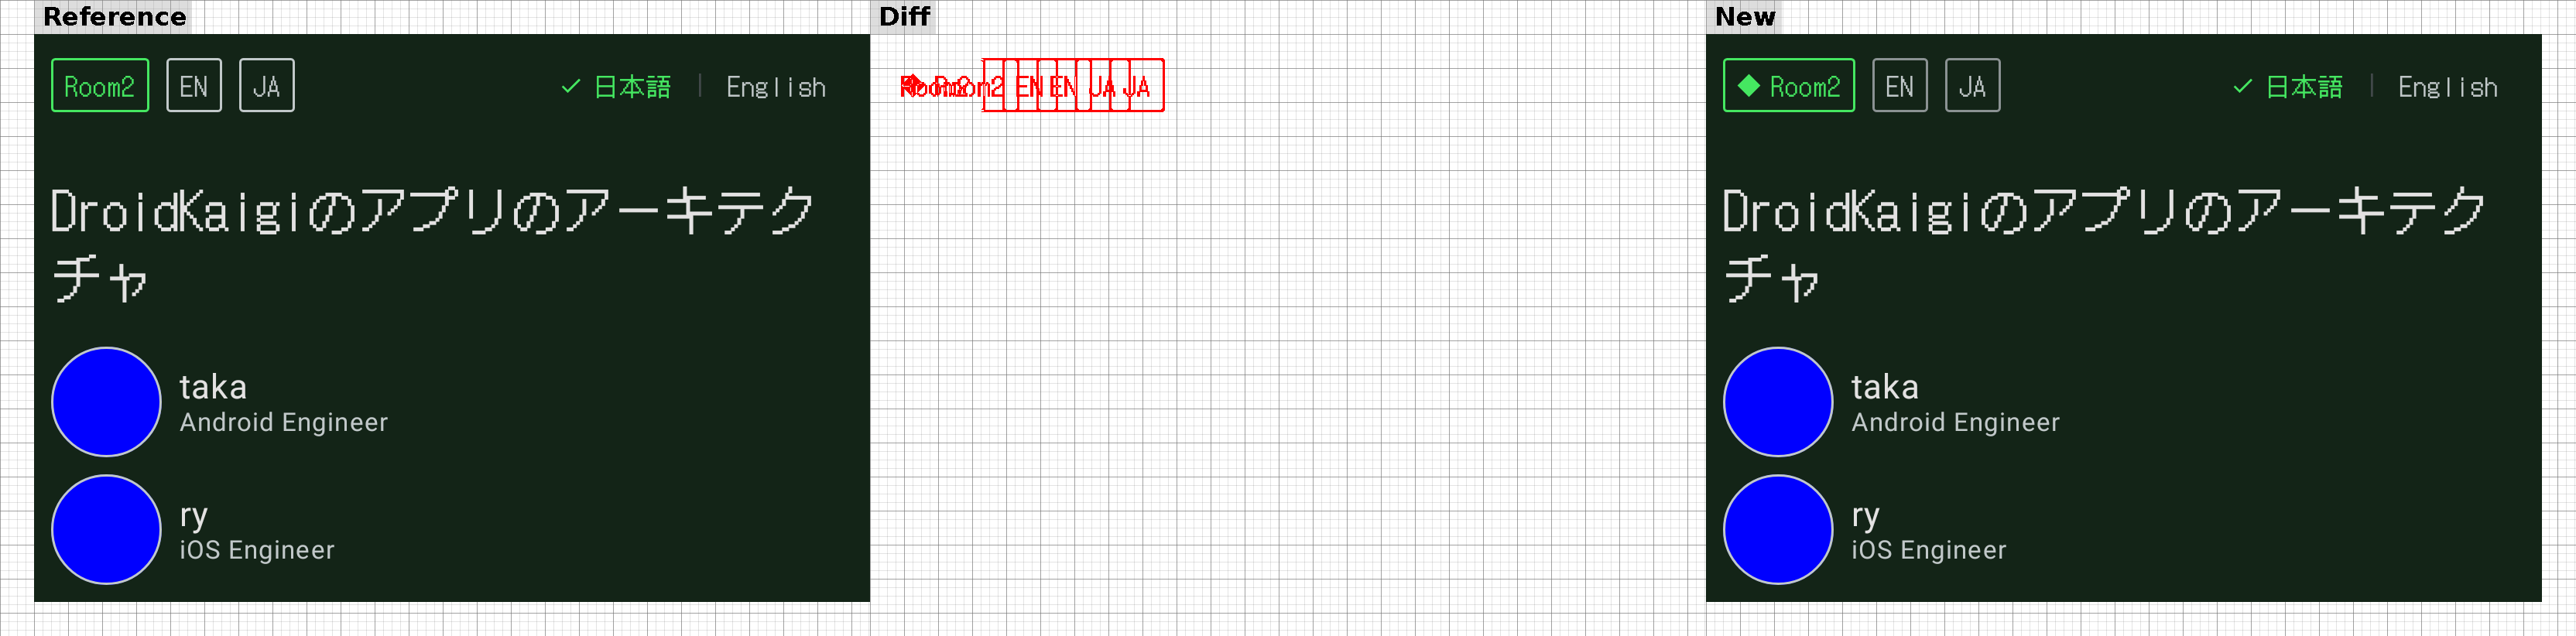 Reference
Room2 EN JA ✓ 日本語 | English
DroidKaigiのアプリのアーキテク
チャ
taka
Android Engineer
ry
iOS Engineer
Diff
Room2 EN EN JA JA
New
◆ Room2 EN JA ✓ 日本語 | English
DroidKaigiのアプリのアーキテク
チャ
taka
Android Engineer
ry
iOS Engineer